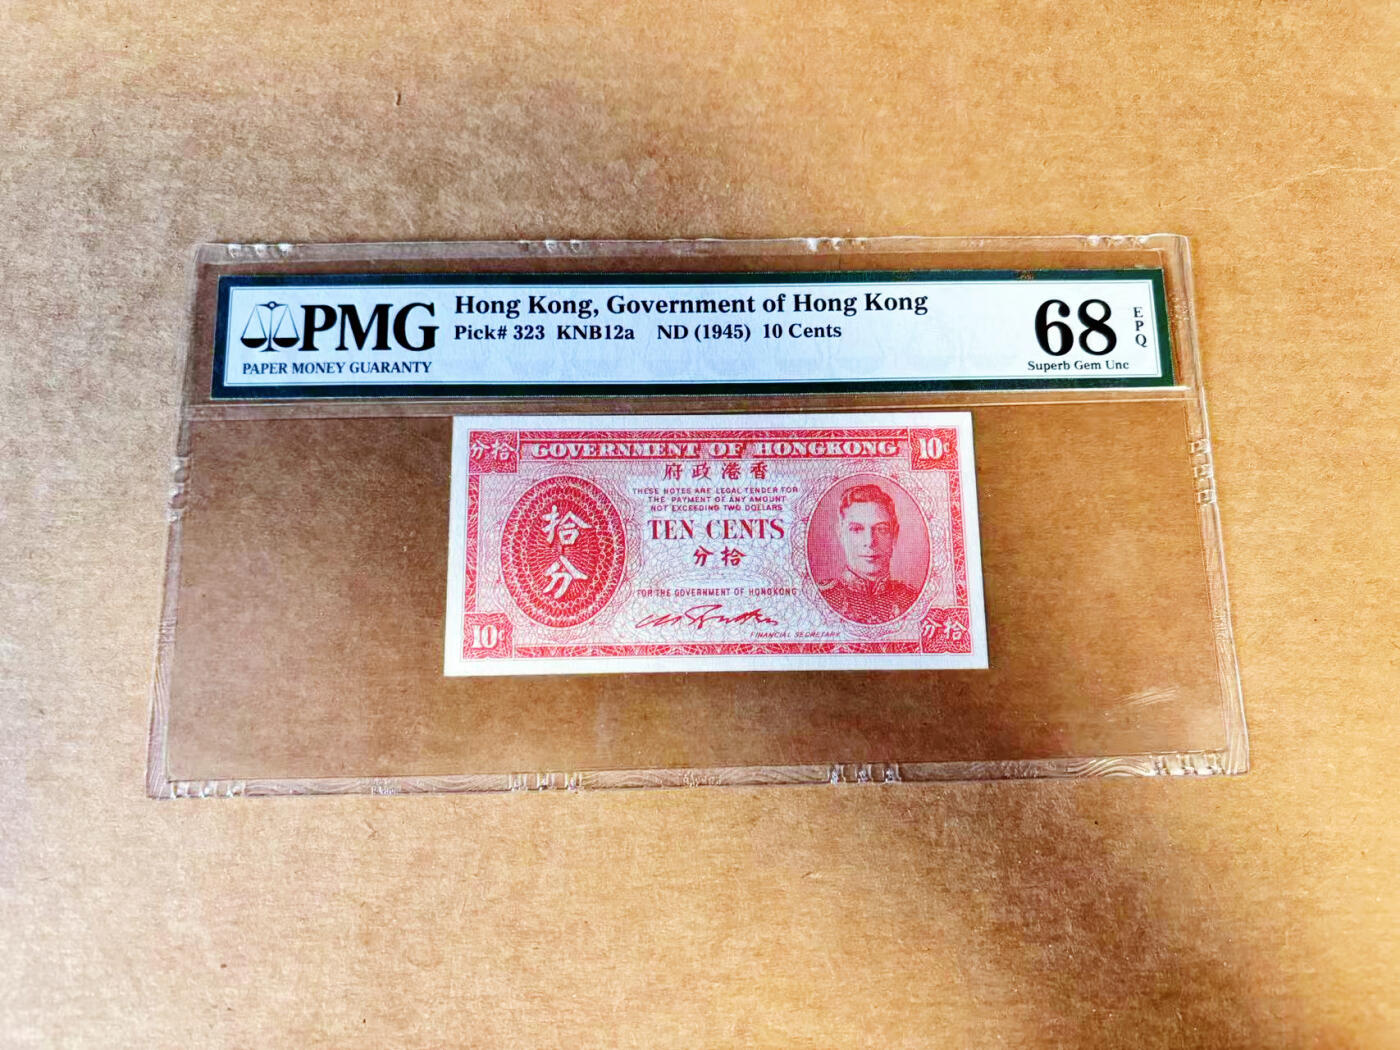 PMG
PAPER MONEY GUARANTY
Hong Kong, Government of Hong Kong
Pick# 323 KNB12a ND (1945) 10 Cents
68
EPQ
Superb Gem Unc
分拾 GOVERNMENT OF HONGKONG 10¢
府政港香
THESE NOTES ARE LEGAL TENDER FOR
THE PAYMENT OF ANY AMOUNT
NOT EXCEEDING TWO DOLLARS
TEN CENTS
分拾
拾
分
FOR THE GOVERNMENT OF HONGKONG
FINANCIAL SECRETARY
10¢ 分拾